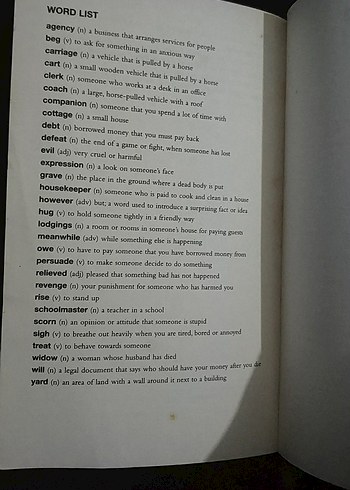 WORD LIST
agency (n) a business that arranges services for people
beg (v) to ask for something in an anxious way
carriage (n) a vehicle that is pulled by a horse
cart (n) a small wooden vehicle that is pulled by a horse
clerk (n) someone who works at a desk in an office
coach (n) a large, horse-pulled vehicle with a roof
companion (n) someone that you spend a lot of time with
cottage (n) a small house
debt (n) borrowed money that you must pay back
defeat (n) the end of a game or fight, when someone has lost
evil (adj) very cruel or harmful
expression (n) a look on someone's face
grave (n) the place in the ground where a dead body is put
housekeeper (n) someone who is paid to cook and clean in a house
however (adv) but; a word used to introduce a surprising fact or idea
hug (v) to hold someone tightly in a friendly way
lodgings (n) a room or rooms in someone's house for paying guests
meanwhile (adv) while something else is happening
owe (v) to have to pay someone that you have borrowed money from
persuade (v) to make someone decide to do something
relieved (adj) pleased that something bad has not happened
revenge (n) your punishment for someone who has harmed you
rise (v) to stand up
schoolmaster (n) a teacher in a school
scorn (n) an opinion or attitude that someone is stupid
sigh (v) to breathe out heavily when you are tired, bored or annoyed
treat (v) to behave towards someone
widow (n) a woman whose husband has died
will (n) a legal document that says who should have your money after you die
yard (n) an area of land with a wall around it next to a building